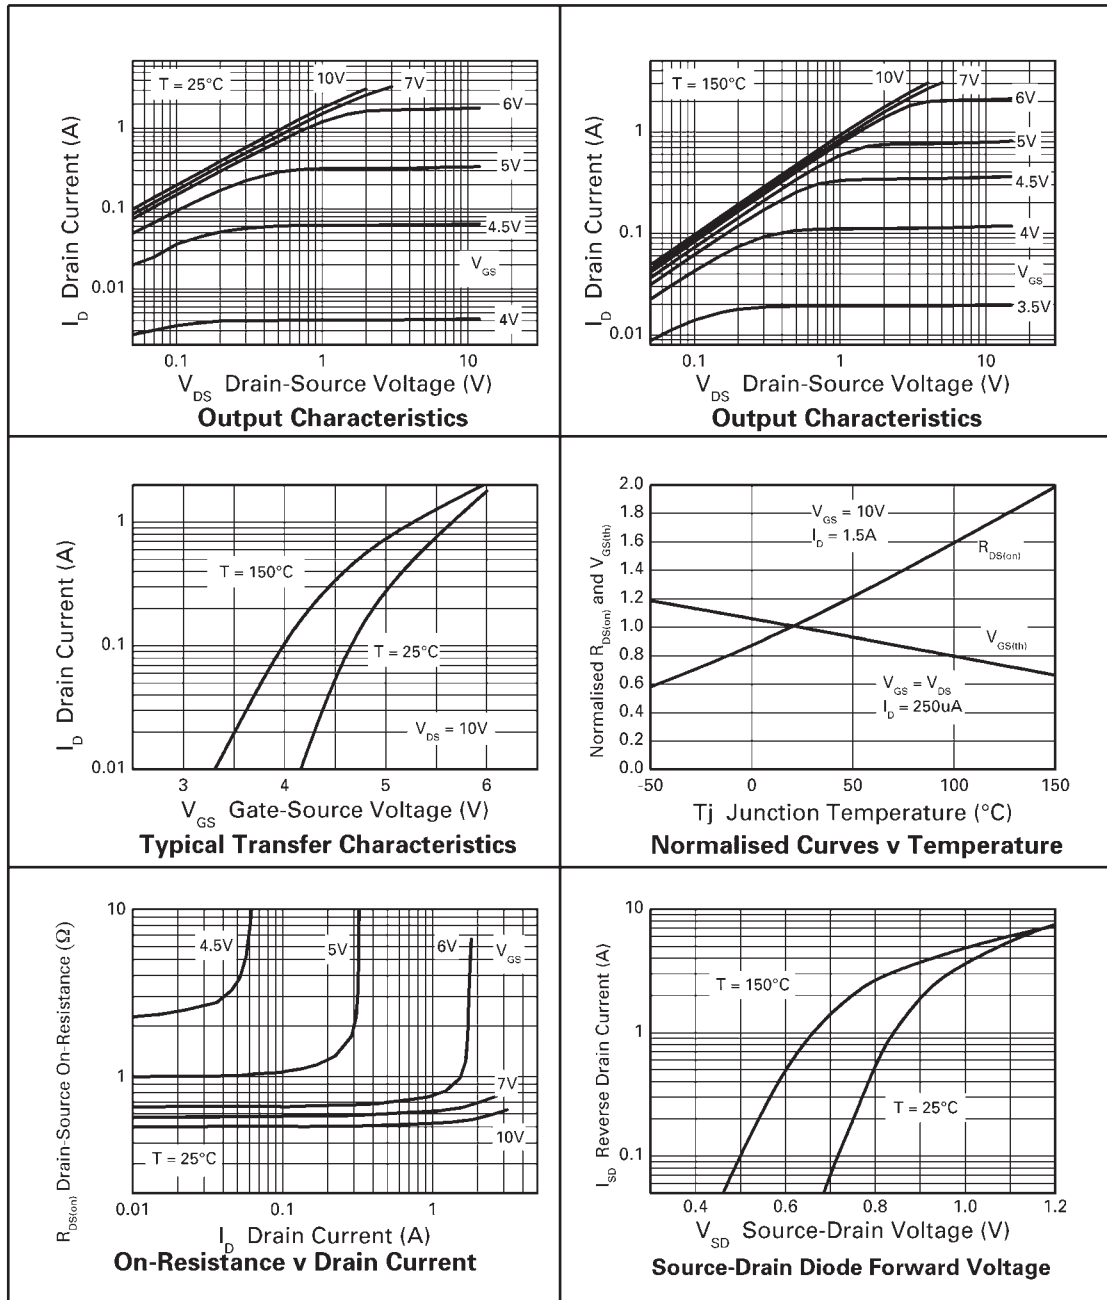 T = 25°C
10V
7V
6V
5V
4.5V
V_GS
4V
1
0.1
0.01
I_D Drain Current (A)
0.1 1 10
V_DS Drain-Source Voltage (V)
Output Characteristics
T = 150°C
10V
7V
6V
5V
4.5V
4V
V_GS
3.5V
1
0.1
0.01
I_D Drain Current (A)
0.1 1 10
V_DS Drain-Source Voltage (V)
Output Characteristics
1
0.1
0.01
I_D Drain Current (A)
T = 150°C
T = 25°C
V_DS = 10V
3 4 5 6
V_GS Gate-Source Voltage (V)
Typical Transfer Characteristics
2.0
1.8
1.6
1.4
1.2
1.0
0.8
0.6
0.4
0.2
0.0
Normalised R_DS(on) and V_GS(th)
V_GS = 10V
I_D = 1.5A
R_DS(on)
V_GS(th)
V_GS = V_DS
I_D = 250uA
-50 0 50 100 150
Tj Junction Temperature (°C)
Normalised Curves v Temperature
10
1
R_DS(on) Drain-Source On-Resistance (Ω)
4.5V
5V
6V
V_GS
7V
10V
T = 25°C
0.01 0.1 1
I_D Drain Current (A)
On-Resistance v Drain Current
10
1
0.1
I_SD Reverse Drain Current (A)
T = 150°C
T = 25°C
0.4 0.6 0.8 1.0 1.2
V_SD Source-Drain Voltage (V)
Source-Drain Diode Forward Voltage